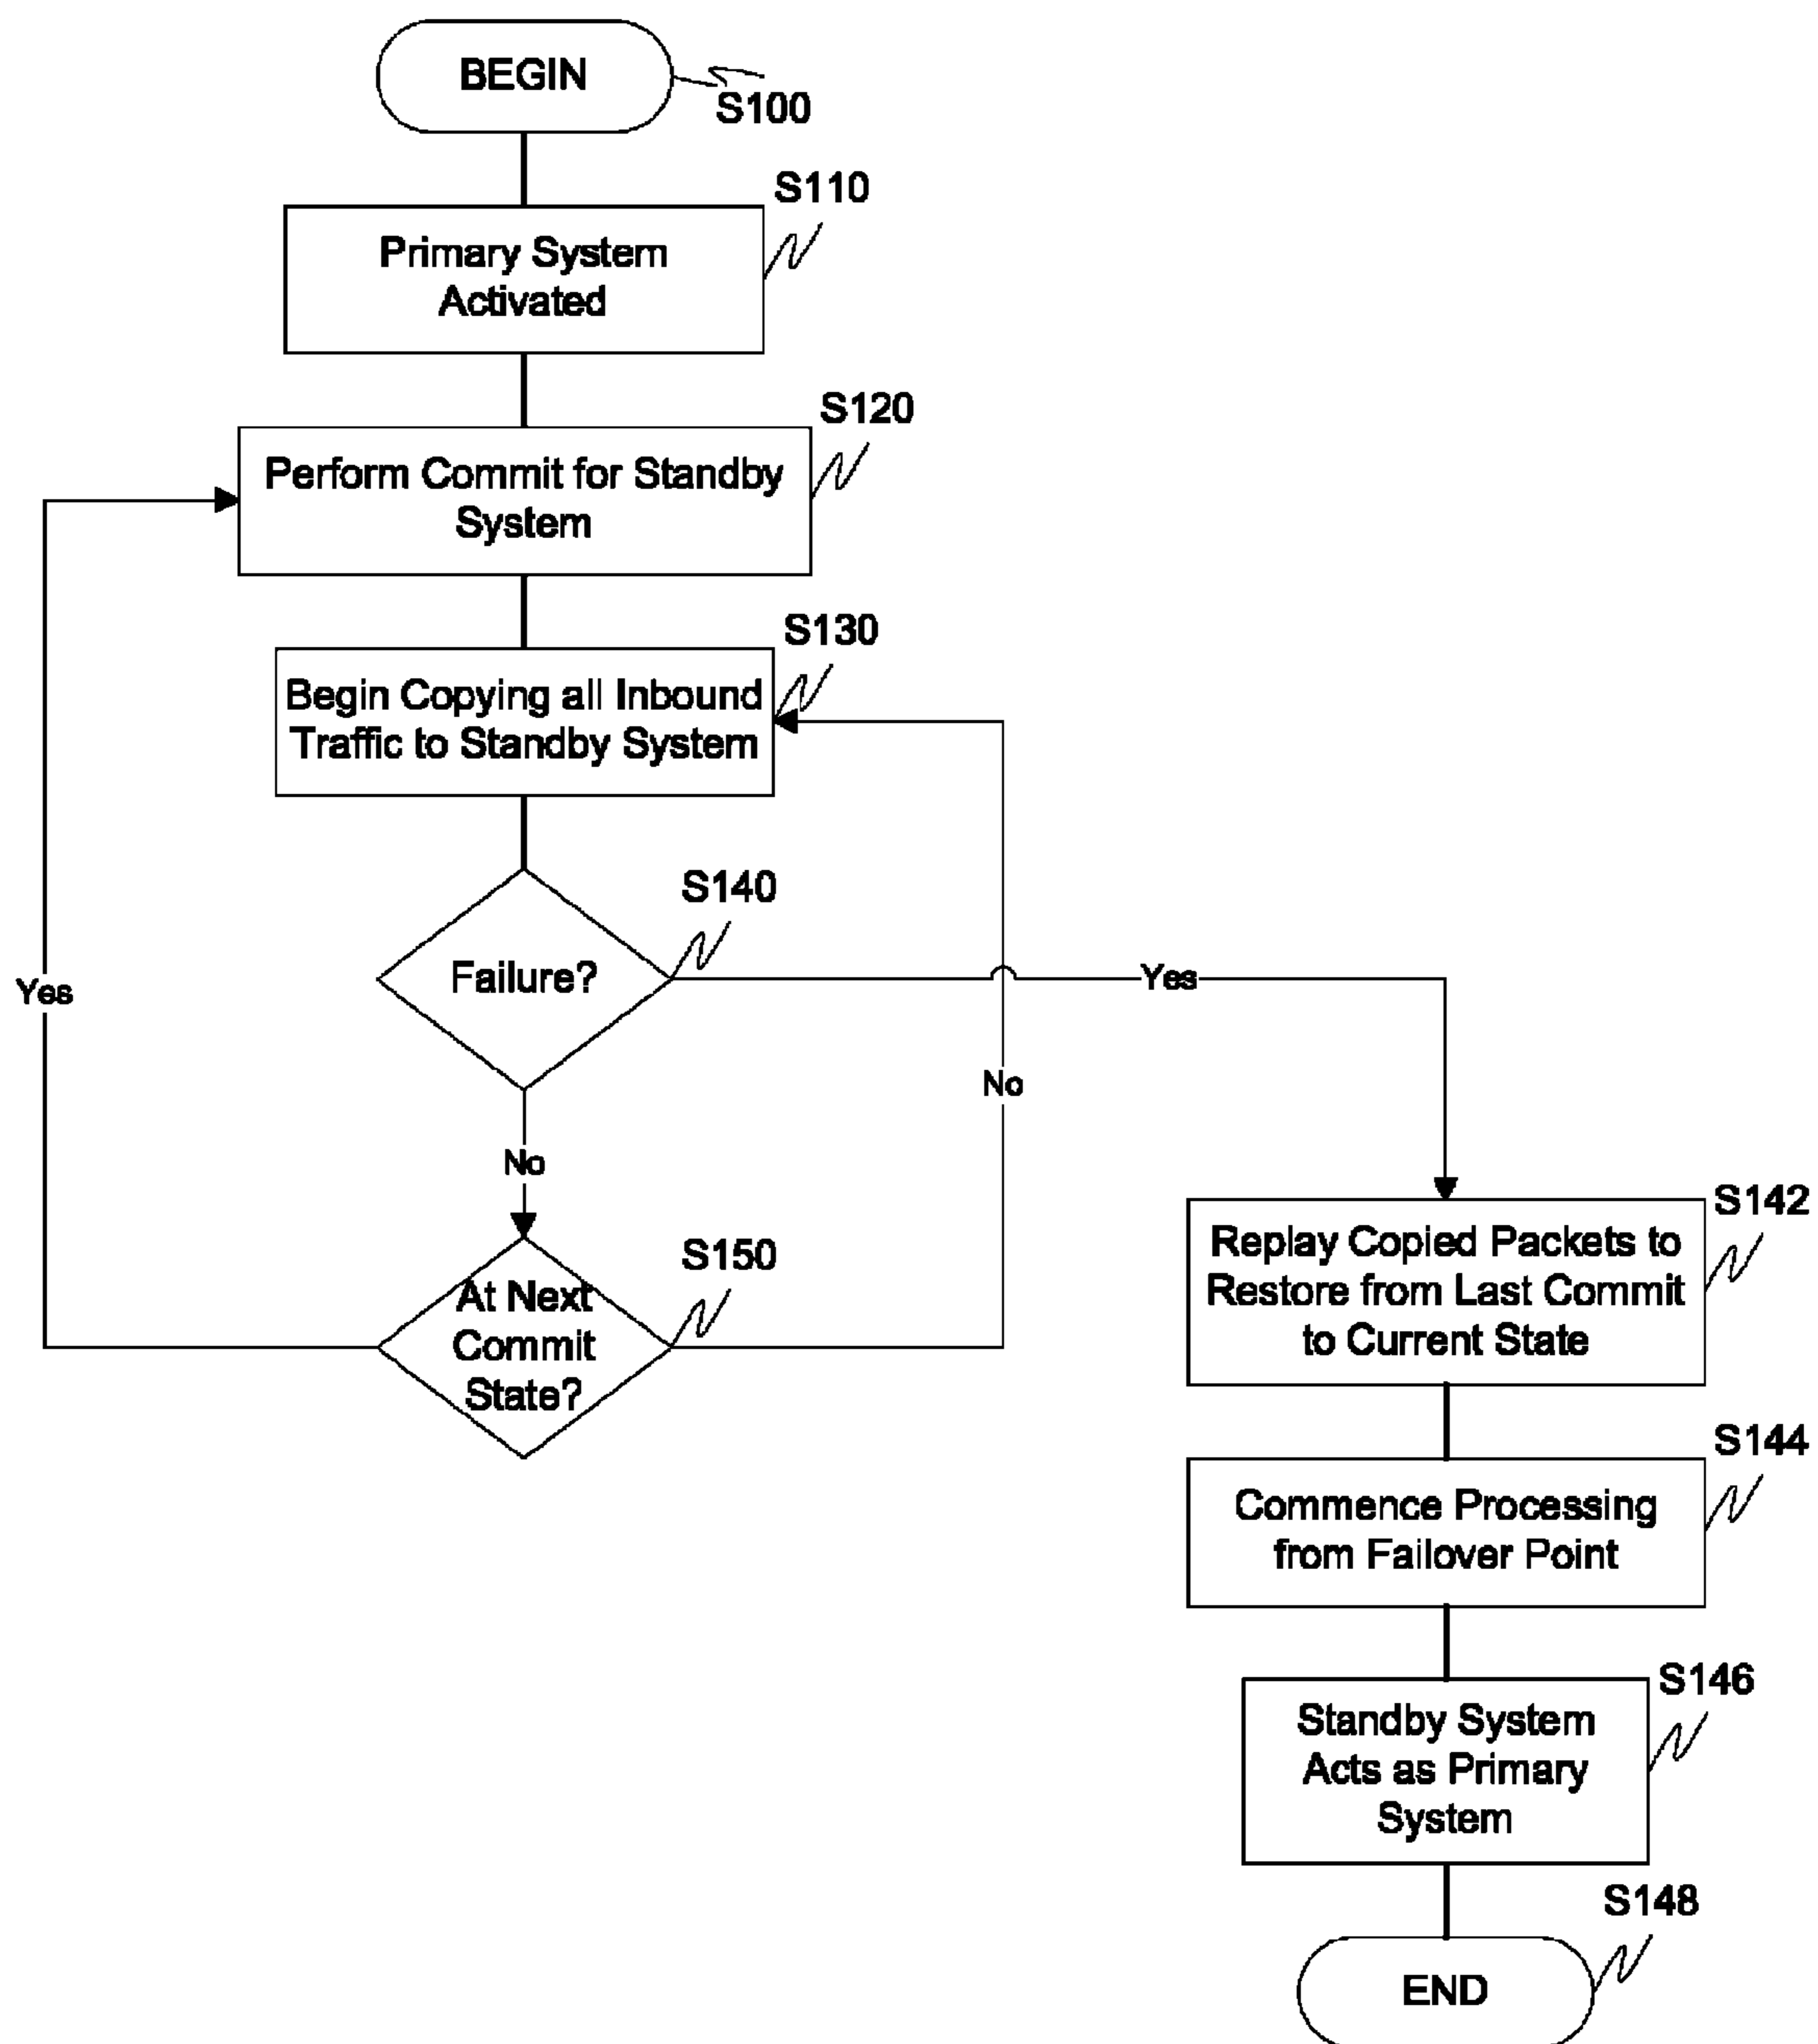 BEGIN
S100
S110
Primary System
Activated
S120
Perform Commit for Standby
System
S130
Begin Copying all Inbound
Traffic to Standby System
S140
Failure?
Yes
Yes
No
No
S150
At Next
Commit
State?
S142
Replay Copied Packets to
Restore from Last Commit
to Current State
S144
Commence Processing
from Failover Point
S146
Standby System
Acts as Primary
System
S148
END